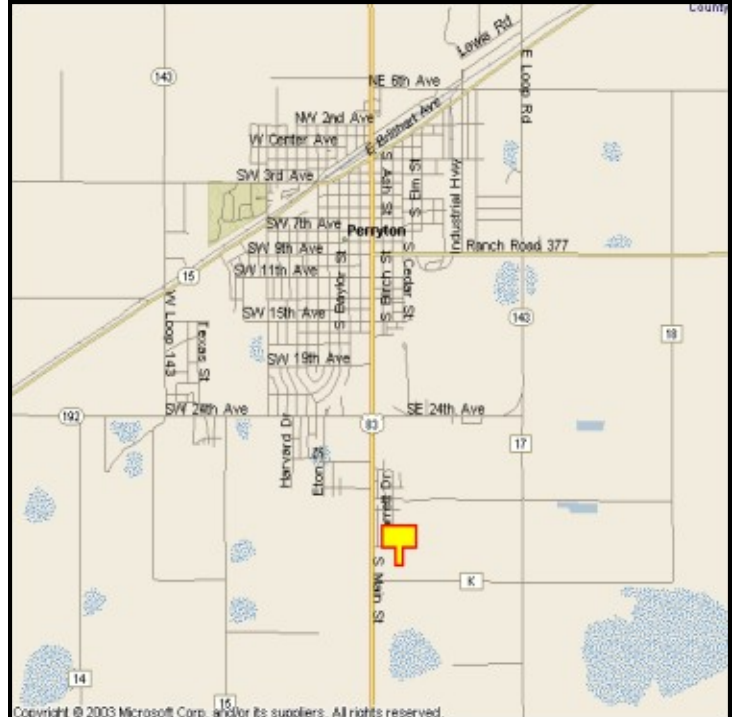 County
Lewis Rd
143
NE 6th Ave
E Loop Rd
NW 2nd Ave
E Brillhart Ave
W Center Ave
SW 3rd Ave
S Ash St
S Elm St
Industrial Hwy
SW 7th Ave
Perryton
SW 9th Ave
Ranch Road 377
SW 11th Ave
15
S Baylor St
S Birch St
S Cedar St
W Loop 143
SW 15th Ave
143
18
Texas St
SW 19th Ave
192
SW 24th Ave
83
SE 24th Ave
Harvard Dr
Eton
17
S Main St
K
14
15
Copyright © 2003 Microsoft Corp. and/or its suppliers. All rights reserved.